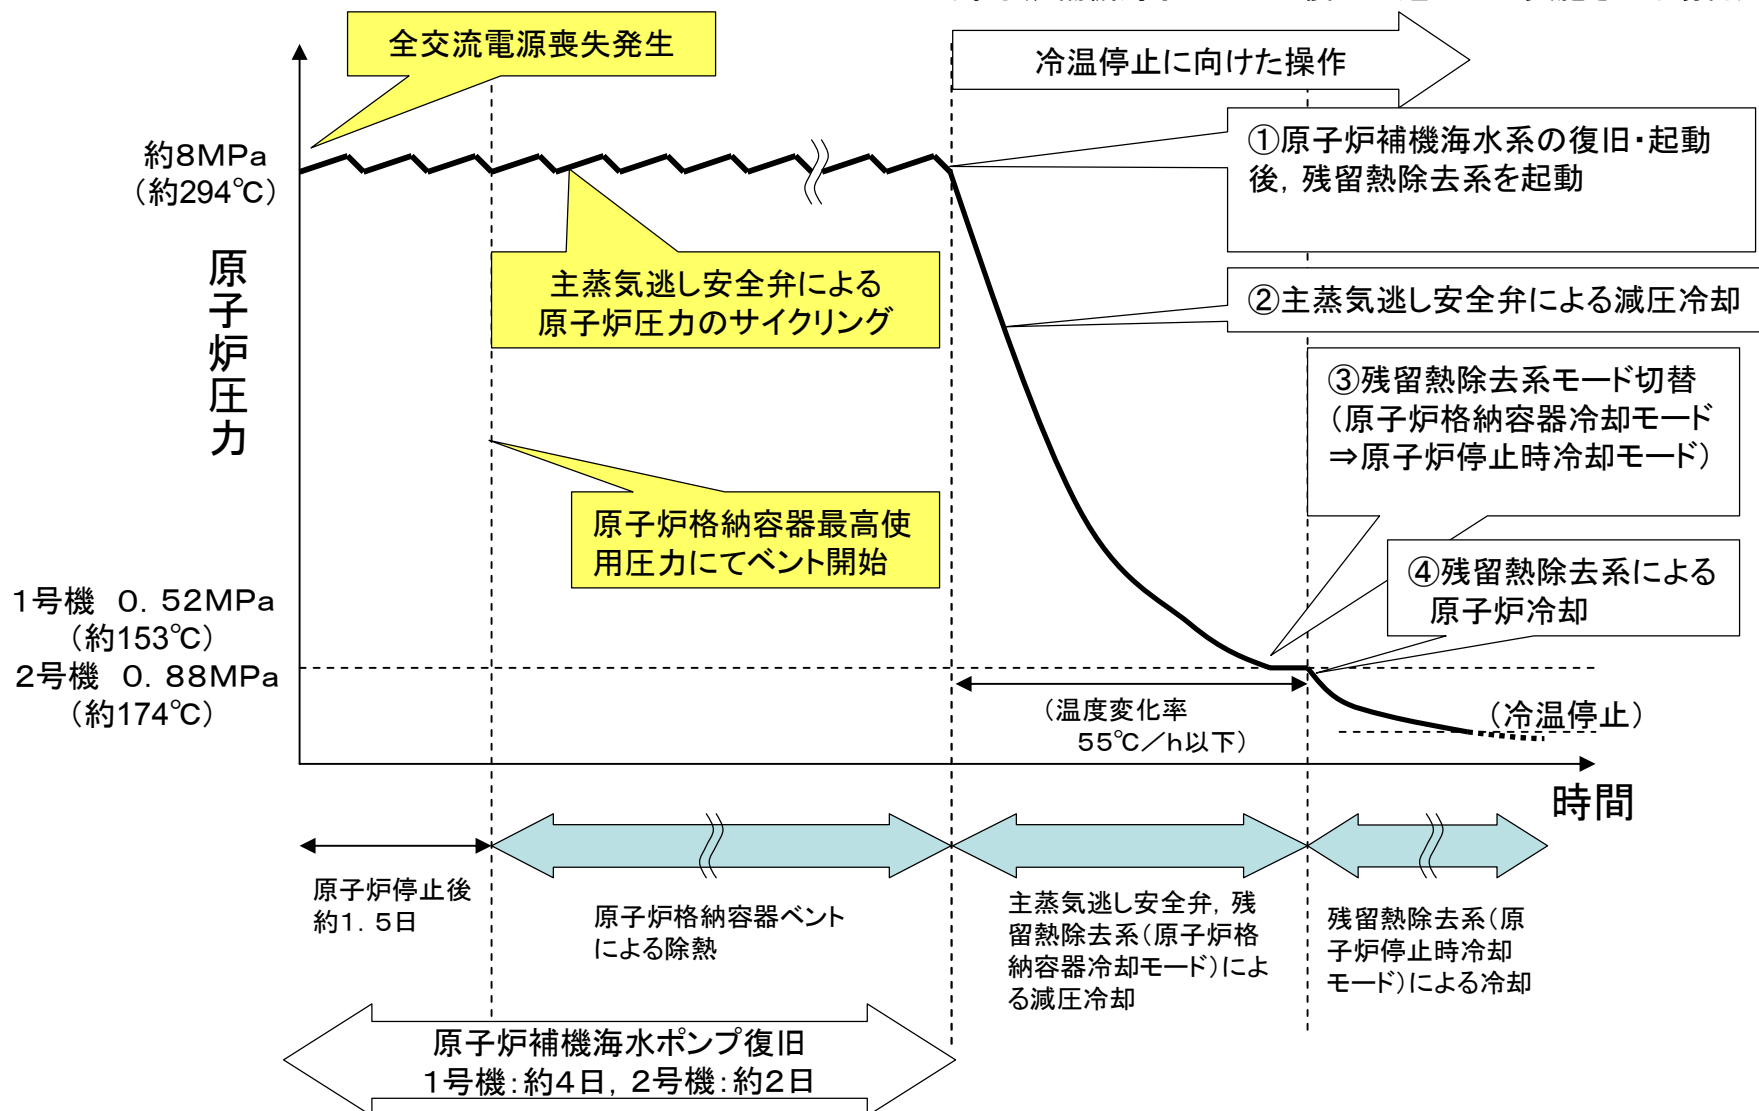 全交流電源喪失発生
冷温停止に向けた操作
約8MPa
（約294℃）
①原子炉補機海水系の復旧・起動
後，残留熱除去系を起動
原子炉圧力
主蒸気逃し安全弁による
原子炉圧力のサイクリング
②主蒸気逃し安全弁による減圧冷却
③残留熱除去系モード切替
（原子炉格納容器冷却モード
⇒原子炉停止時冷却モード）
原子炉格納容器最高使
用圧力にてベント開始
④残留熱除去系による
原子炉冷却
1号機　0．52MPa
（約153℃）
2号機　0．88MPa
（約174℃）
（温度変化率
55℃／h以下）
（冷温停止）
時間
原子炉停止後
約1．5日
原子炉格納容器ベント
による除熱
主蒸気逃し安全弁，残
留熱除去系（原子炉格
納容器冷却モード）によ
る減圧冷却
残留熱除去系（原
子炉停止時冷却
モード）による冷却
原子炉補機海水ポンプ復旧
1号機：約4日，2号機：約2日